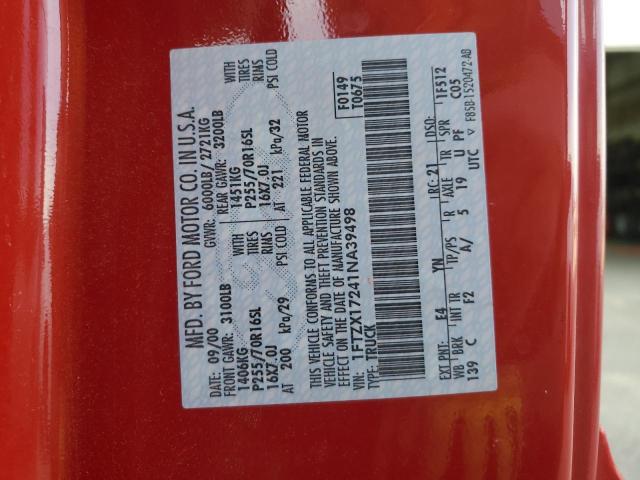 MFD. BY FORD MOTOR CO. IN U.S.A.
DATE: 09/00 GVWR: 6000LB/ 2721KG
FRONT GAWR: 3100LB REAR GAWR: 3200LB
1406KG WITH 1451KG WITH
P255/70R16SL TIRES P255/70R16SL TIRES
16X7.0J RIMS 16X7.0J RIMS
AT 200 kPa/29 PSI COLD AT 221 kPa/32 PSI COLD
THIS VEHICLE CONFORMS TO ALL APPLICABLE FEDERAL MOTOR
VEHICLE SAFETY AND THEFT PREVENTION STANDARDS IN
EFFECT ON THE DATE OF MANUFACTURE SHOWN ABOVE.
VIN: 1FTZX17241NA39498
TYPE: TRUCK
F0149
T0675
EXT PNT: E4 YN RC: 21 DSO:
WB BRK INT TR TP/PS R AXLE TR SPR 1F512
139 C F2 A/ 5 19 U PF C05
UTC ▽ F85B-1520472-AB